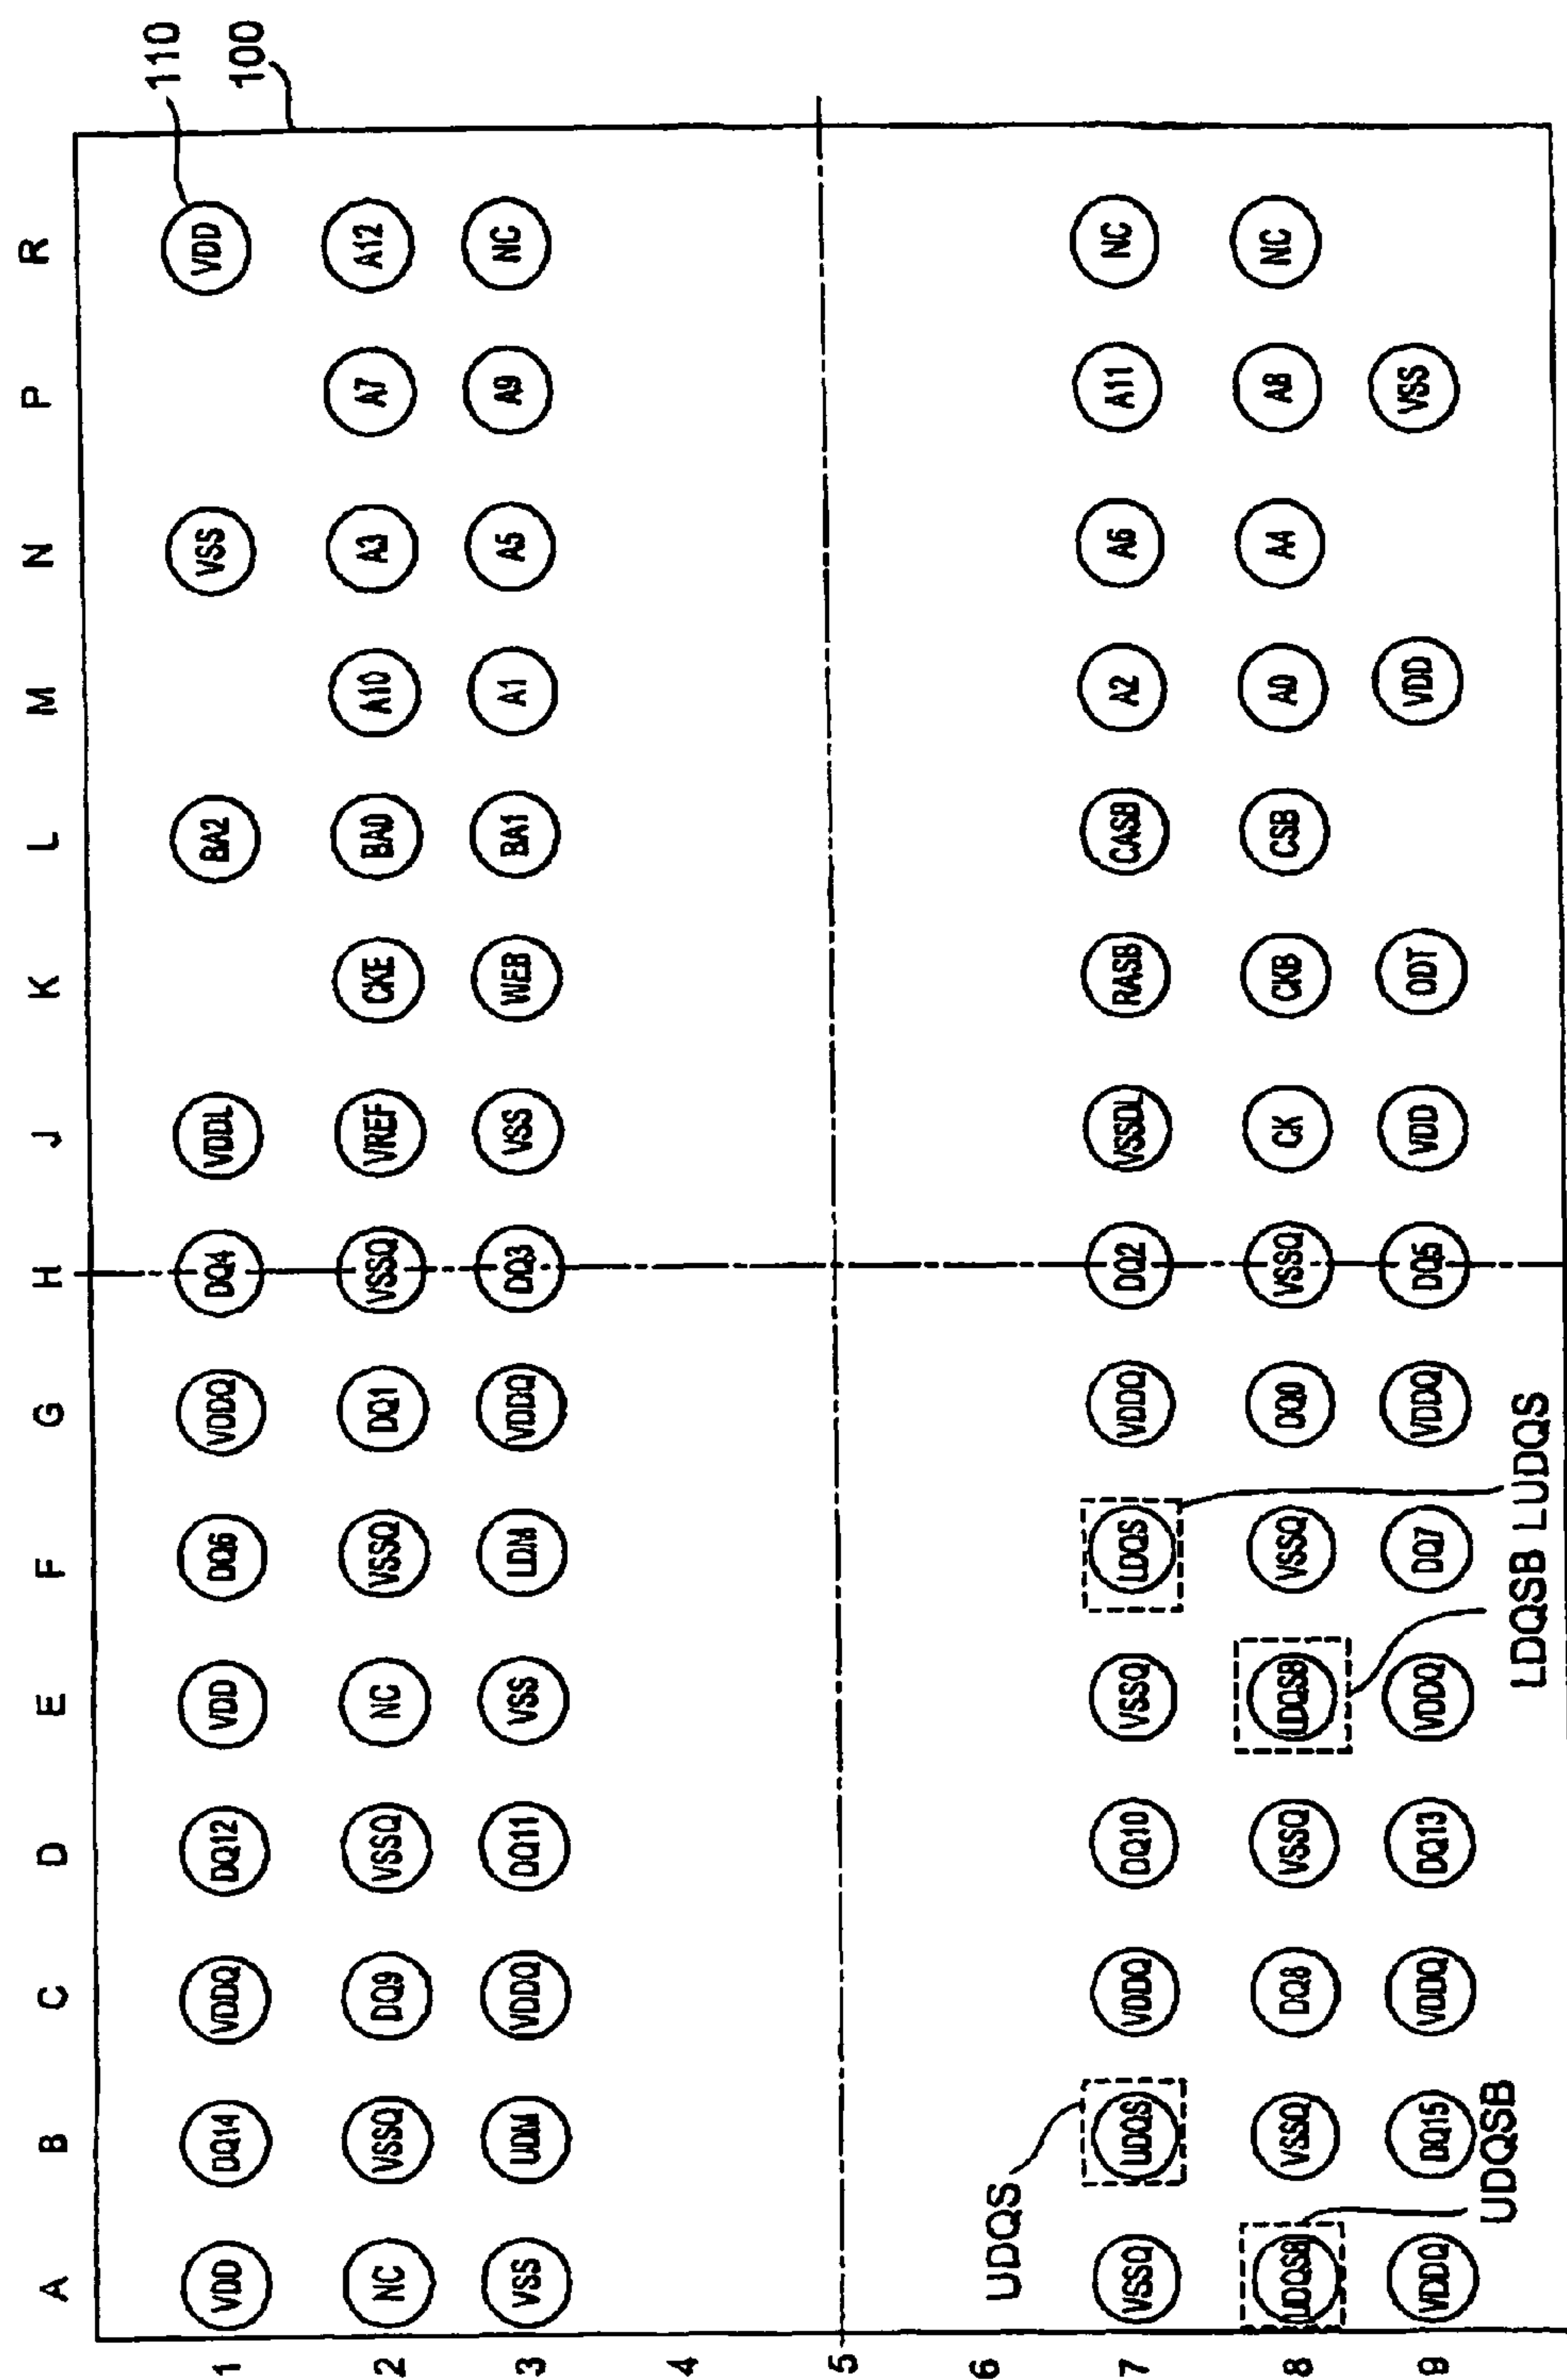 A B C D E F G H J K L M N P R
110
100
1 VDD DQ14 VDDQ DQ12 VDD DQ6 VDDQ DQ4 VDDL BA2 VSS VDD
2 NC VSSQ DQ9 VSSQ NC VSSQ DQ1 VSSQ VREF CKE BA0 A10 A3 A7 A12
3 VSS UDM VDDQ DQ11 VSS LDM VDDQ DQ3 VSS WEB BA1 A1 A5 A9 NC
4
5
6
UDQS
7 VSSQ UDQS VDDQ DQ10 VSSQ LDQS VDDQ DQ2 VSSDL RASB CASB A2 A6 A11 NC
8 UDQSB VSSQ DQ8 VSSQ LDQSB VSSQ DQ0 VSSQ CK CKB CSB A0 A4 A8 NC
9 VDDQ DQ15 VDDQ DQ13 VDDQ DQ7 VDDQ DQ5 VDD ODT VDD VSS
UDQSB
LDQSB LUDQS